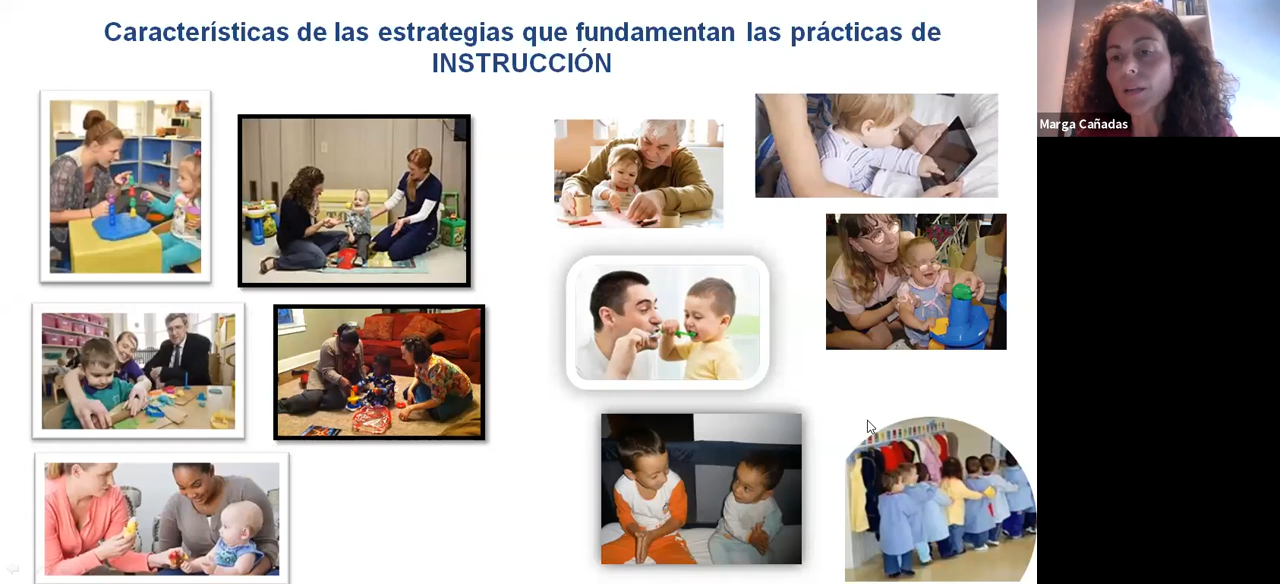 Características de las estrategias que fundamentan las prácticas de
INSTRUCCIÓN
Marga Cañadas